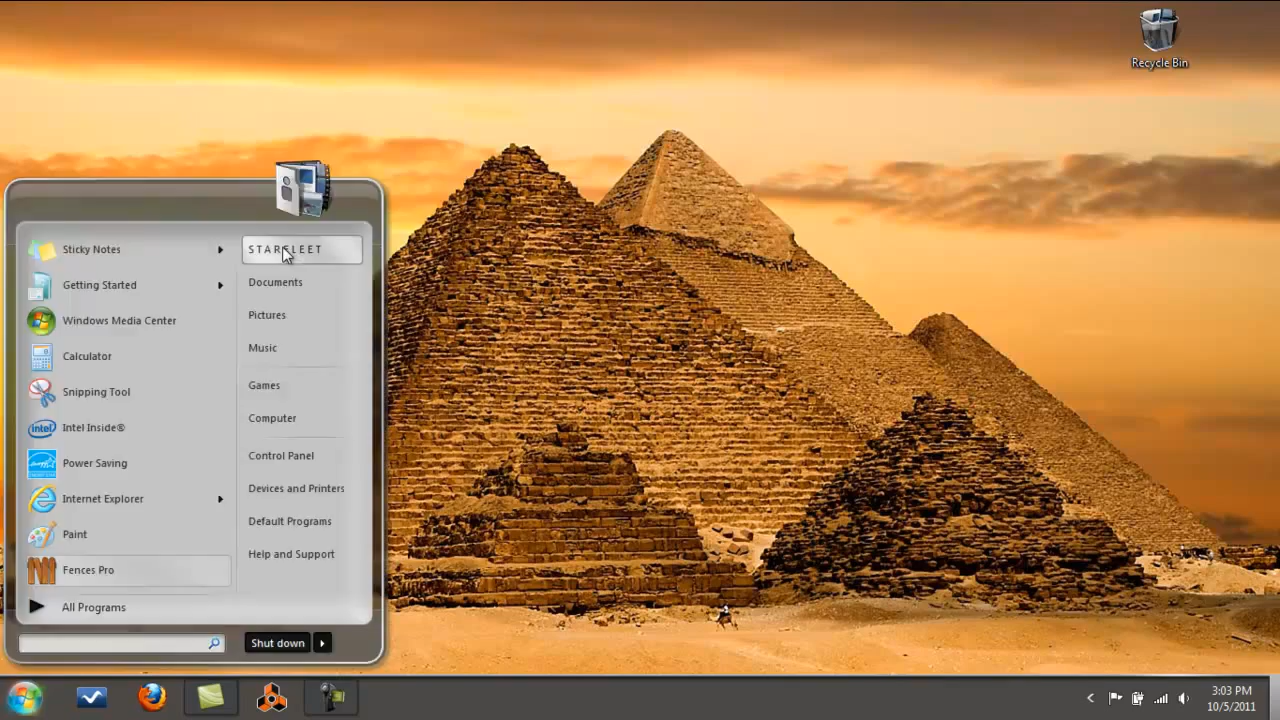 Recycle Bin
Sticky Notes
Getting Started
Windows Media Center
Calculator
Snipping Tool
intel Intel Inside®
Power Saving
Internet Explorer
Paint
Fences Pro
All Programs
STARFLEET
Documents
Pictures
Music
Games
Computer
Control Panel
Devices and Printers
Default Programs
Help and Support
Shut down
3:03 PM
10/5/2011